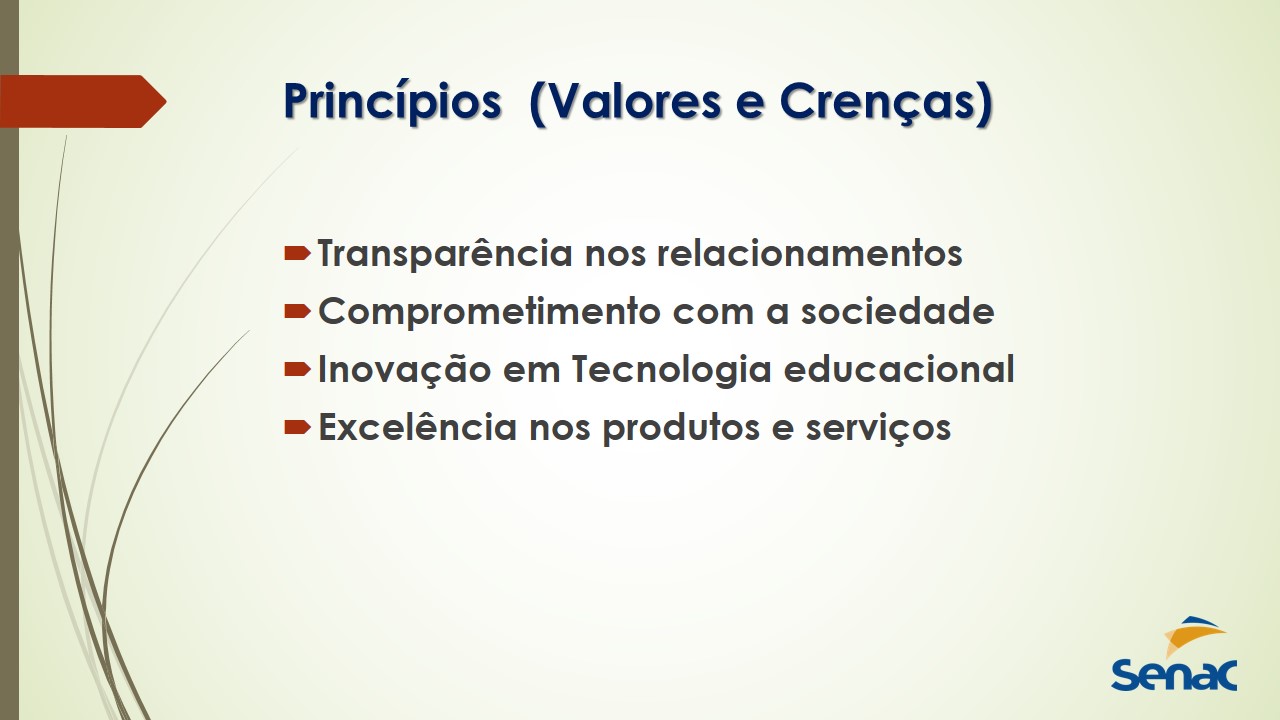 Princípios  (Valores e Crenças)
Transparência nos relacionamentos
Comprometimento com a sociedade
Inovação em Tecnologia educacional
Excelência nos produtos e serviços
Senac